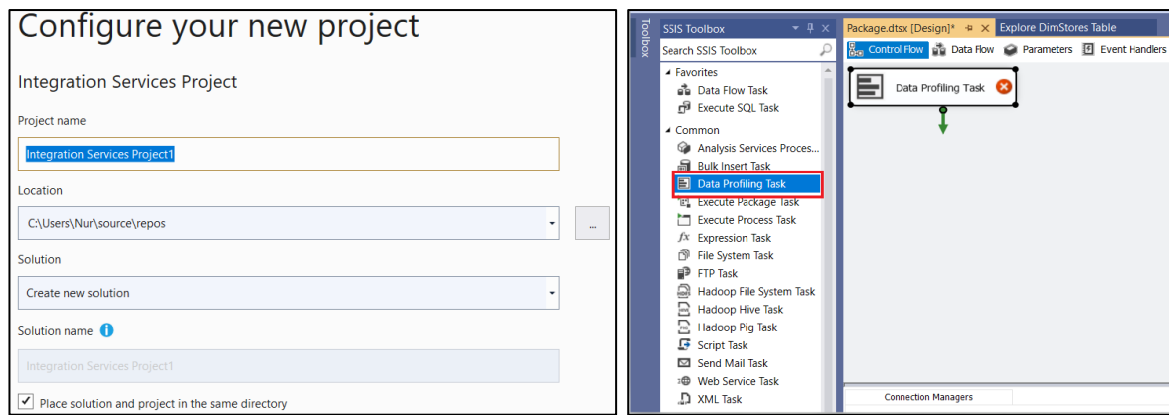 Configure your new project
Integration Services Project
Project name
Integration Services Project1
Location
C:\Users\Nur\source\repos
...
Solution
Create new solution
Solution name
Integration Services Project1
Place solution and project in the same directory
Toolbox
SSIS Toolbox
Search SSIS Toolbox
Favorites
Data Flow Task
Execute SQL Task
Common
Analysis Services Proces...
Bulk Insert Task
Data Profiling Task
Execute Package Task
Execute Process Task
Expression Task
File System Task
FTP Task
Hadoop File System Task
Hadoop Hive Task
Hadoop Pig Task
Script Task
Send Mail Task
Web Service Task
XML Task
Package.dtsx [Design]* Explore DimStores Table
Control Flow Data Flow Parameters Event Handlers
Data Profiling Task
Connection Managers